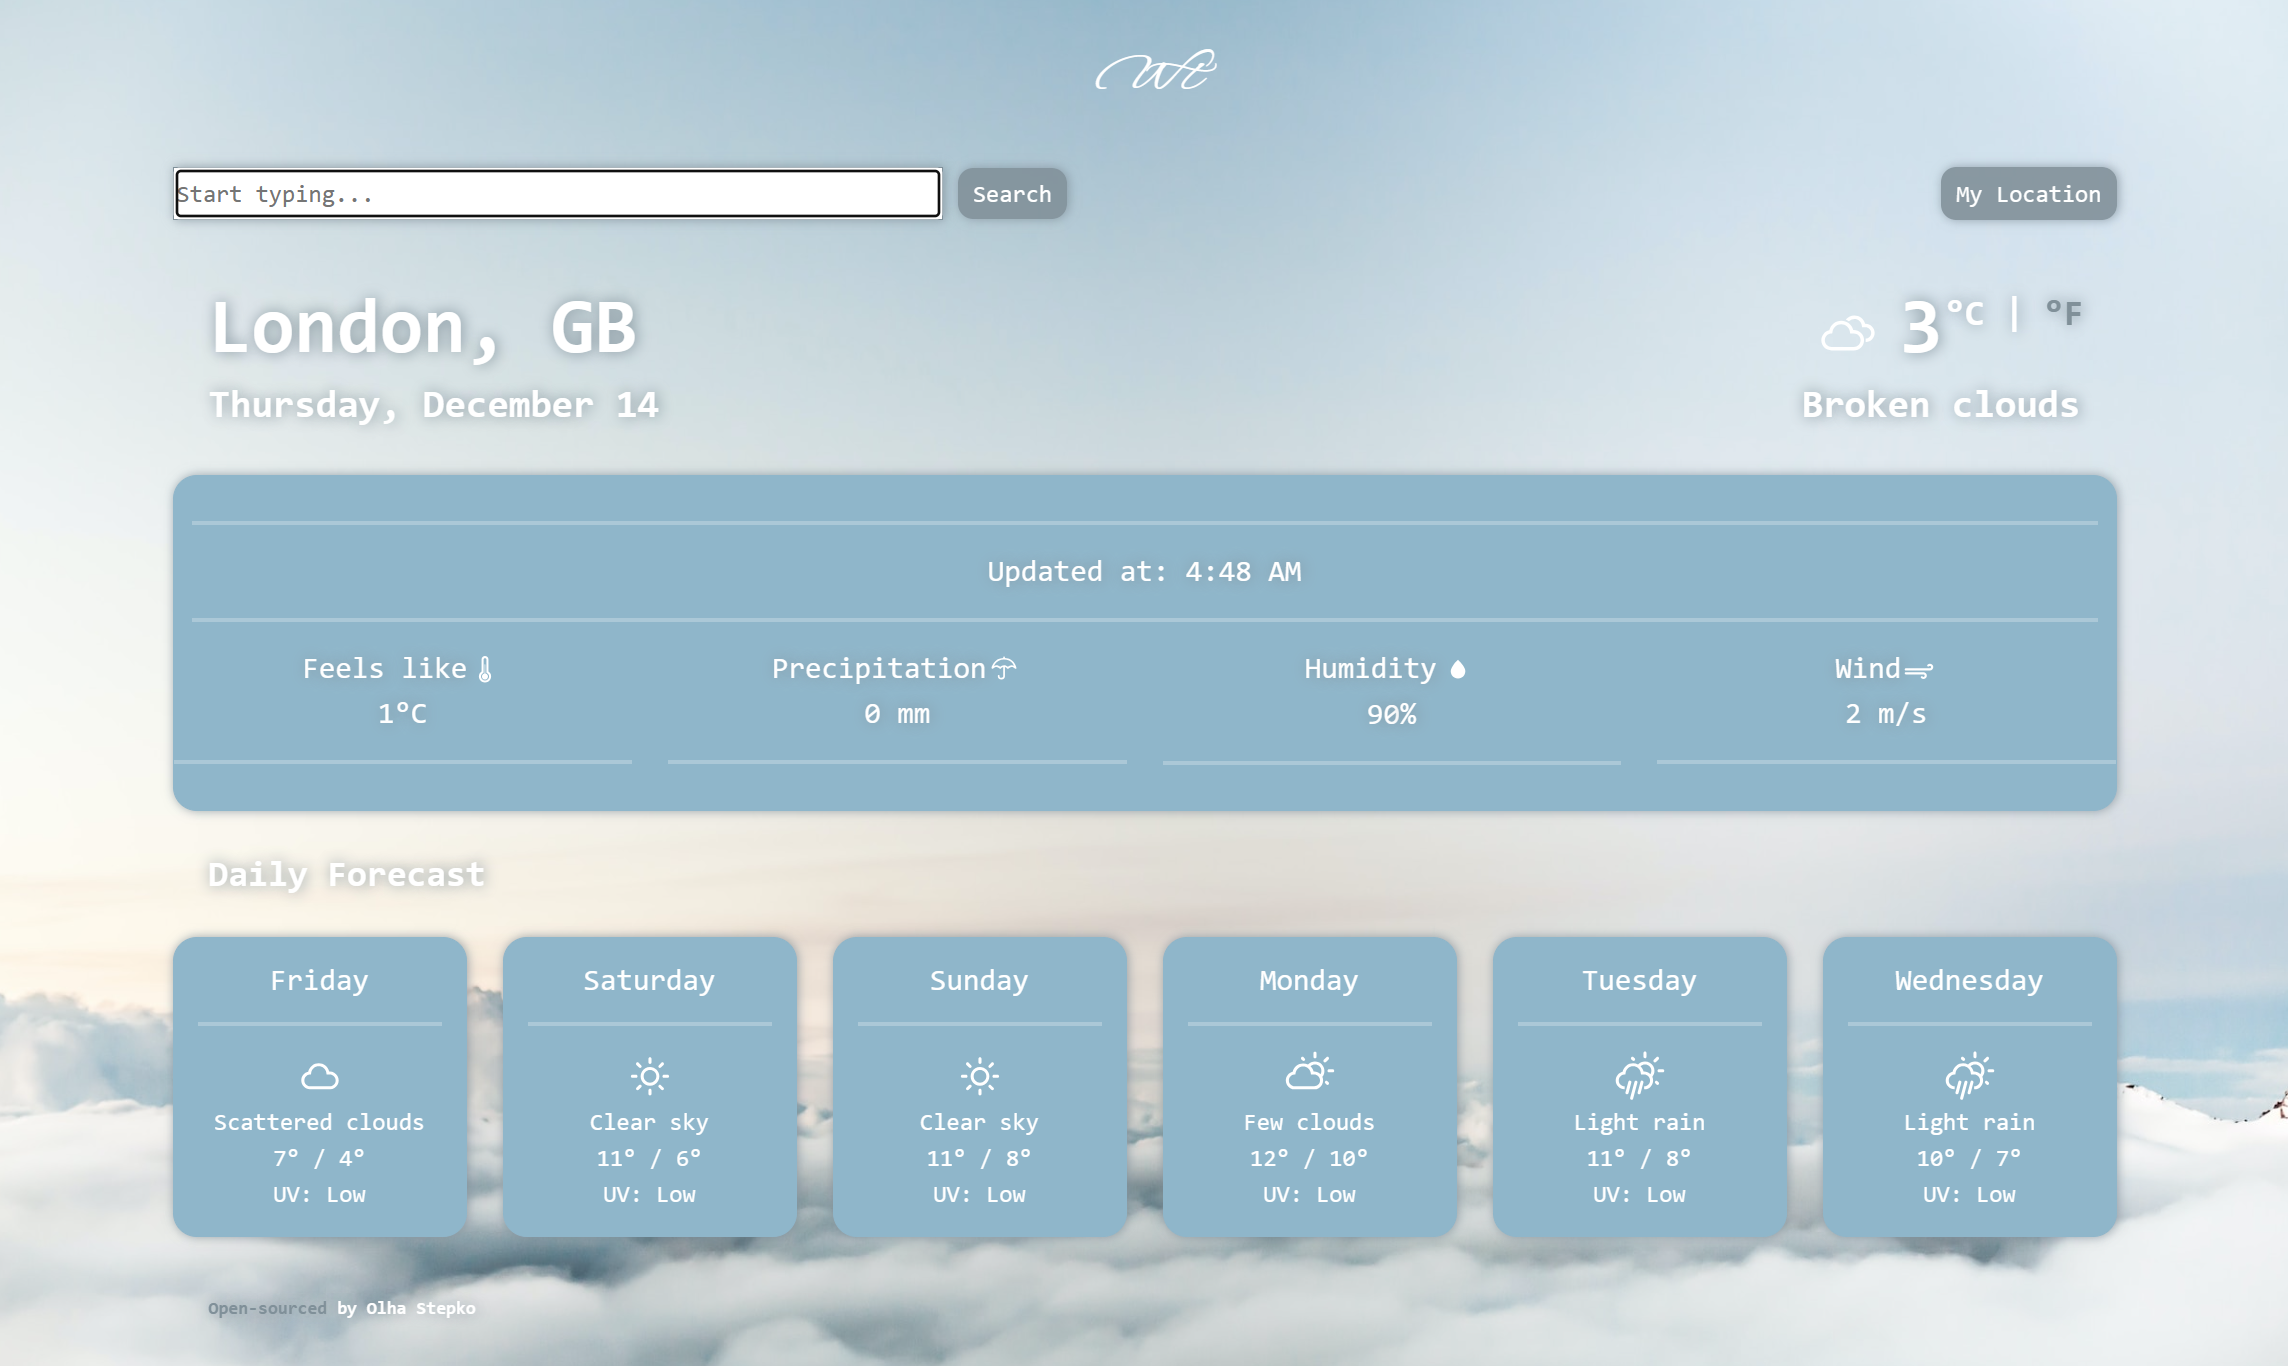 Wt
Start typing...
Search
My Location
London, GB
3 °C | °F
Thursday, December 14
Broken clouds
Updated at: 4:48 AM
Feels like
1°C
Precipitation
0 mm
Humidity
90%
Wind
2 m/s
Daily Forecast
Friday
Scattered clouds
7° / 4°
UV: Low
Saturday
Clear sky
11° / 6°
UV: Low
Sunday
Clear sky
11° / 8°
UV: Low
Monday
Few clouds
12° / 10°
UV: Low
Tuesday
Light rain
11° / 8°
UV: Low
Wednesday
Light rain
10° / 7°
UV: Low
Open-sourced by Olha Stepko